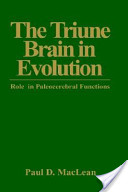 The Triune
Brain in
Evolution
Role in Paleocerebral Functions
Paul D. MacLean